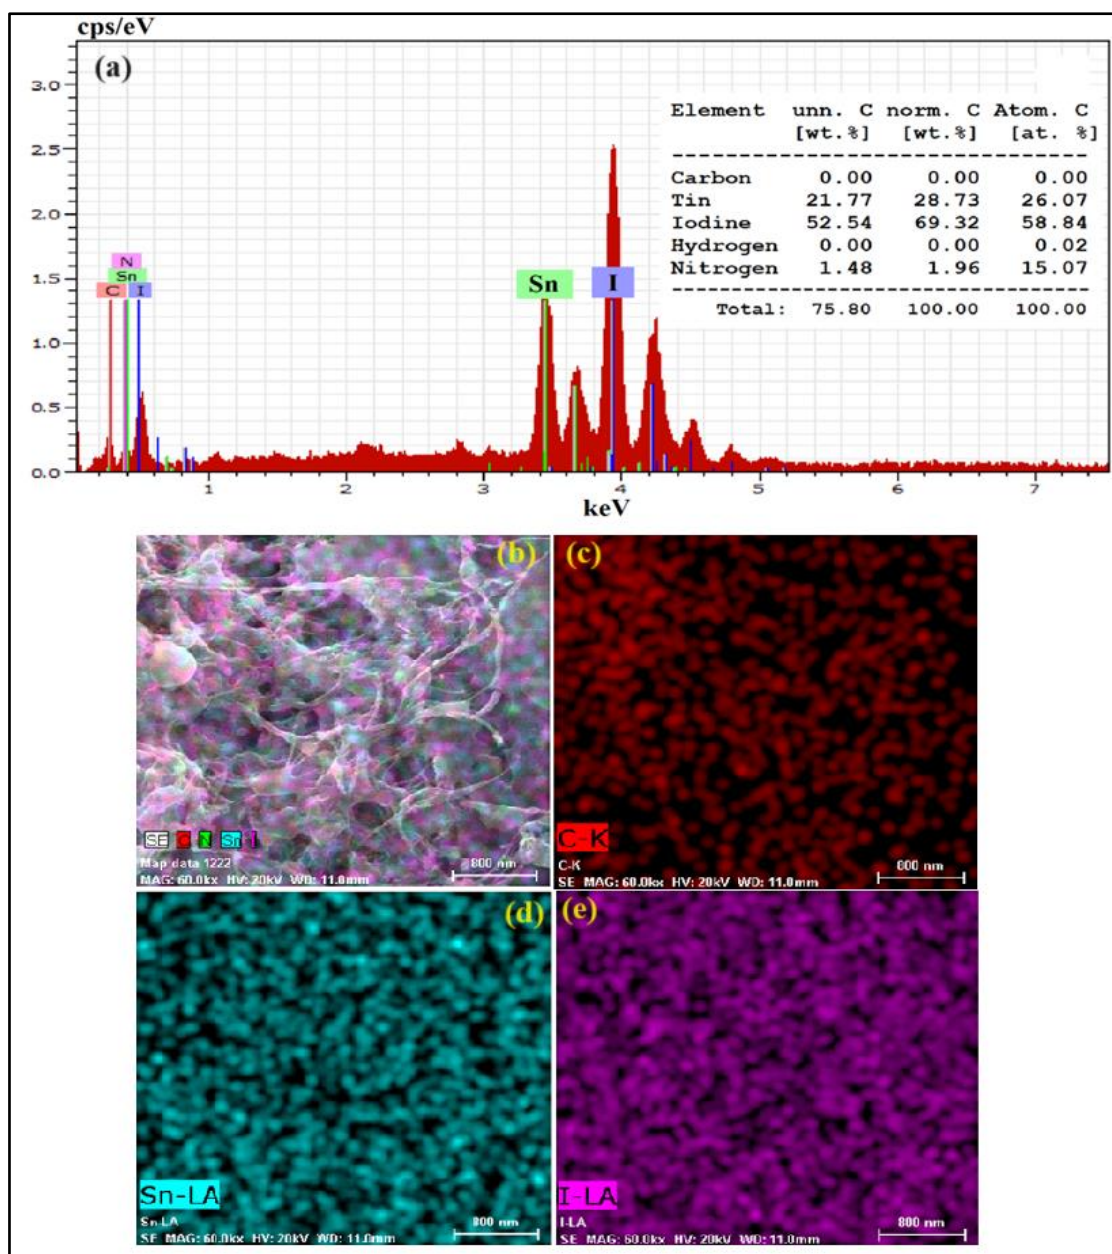 cps/eV
(a)
3.0
2.5
2.0
1.5
1.0
0.5
0.0
Element unn. C norm. C Atom. C
[wt.%] [wt.%] [at. %]
Carbon 0.00 0.00 0.00
Tin 21.77 28.73 26.07
Iodine 52.54 69.32 58.84
Hydrogen 0.00 0.00 0.02
Nitrogen 1.48 1.96 15.07
Total: 75.80 100.00 100.00
N
Sn
C I
Sn
I
1 2 3 4 5 6 7
keV
(b)
SE C N Sn I
Map data 1222
MAG: 60.0kx HV: 20kV WD: 11.0mm
800 nm
(c)
C-K
C-K
SE MAG: 60.0kx HV: 20kV WD: 11.0mm
800 nm
(d)
Sn-LA
Sn-LA
SE MAG: 60.0kx HV: 20kV WD: 11.0mm
800 nm
(e)
I-LA
I-LA
SE MAG: 60.0kx HV: 20kV WD: 11.0mm
800 nm